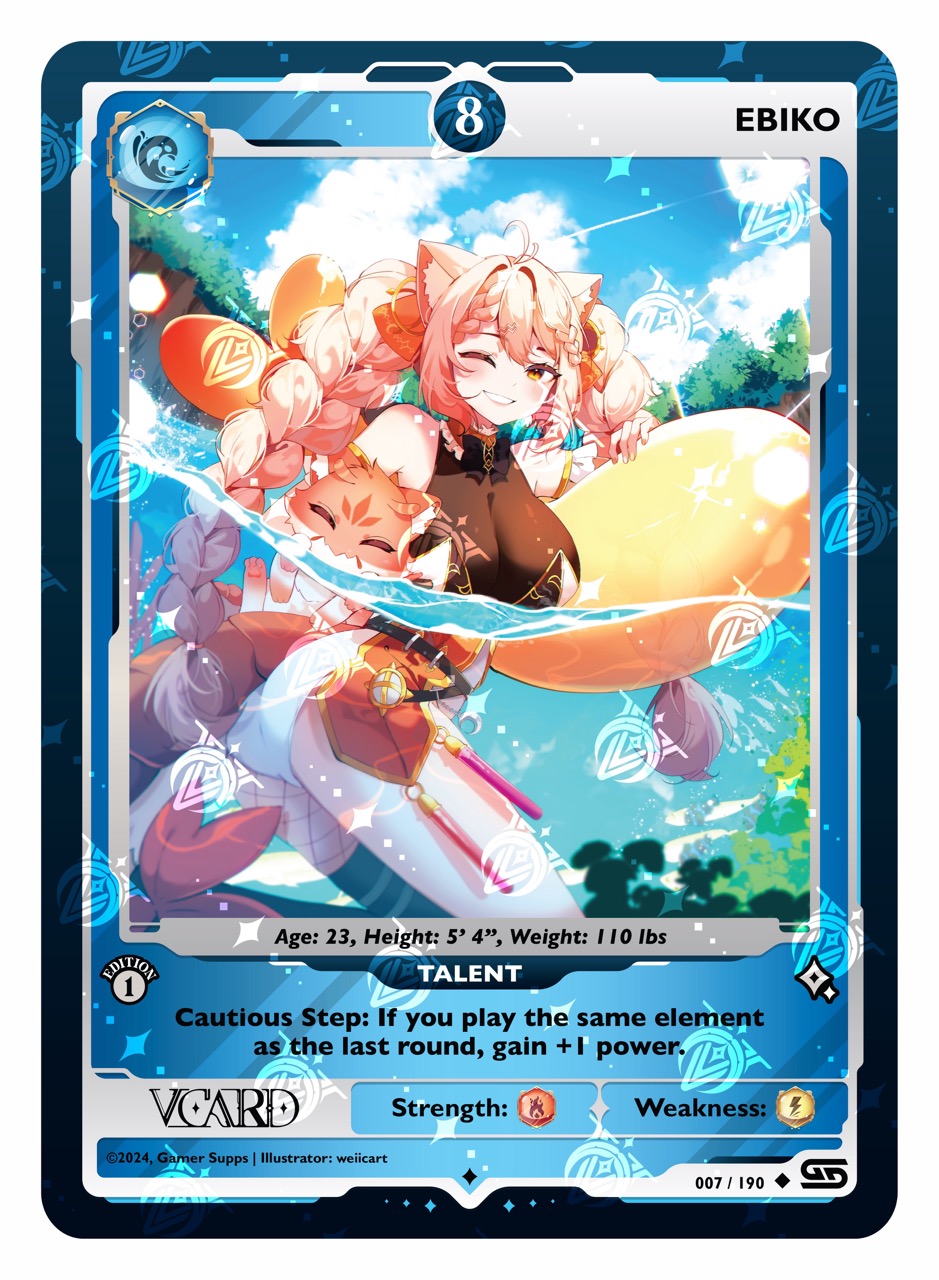 8
EBIKO
Age: 23, Height: 5’ 4”, Weight: 110 lbs
TALENT
EDITION
1
Cautious Step: If you play the same element
as the last round, gain +1 power.
VCARD
Strength:
Weakness:
©2024, Gamer Supps | Illustrator: weiicart
007 / 190
GS